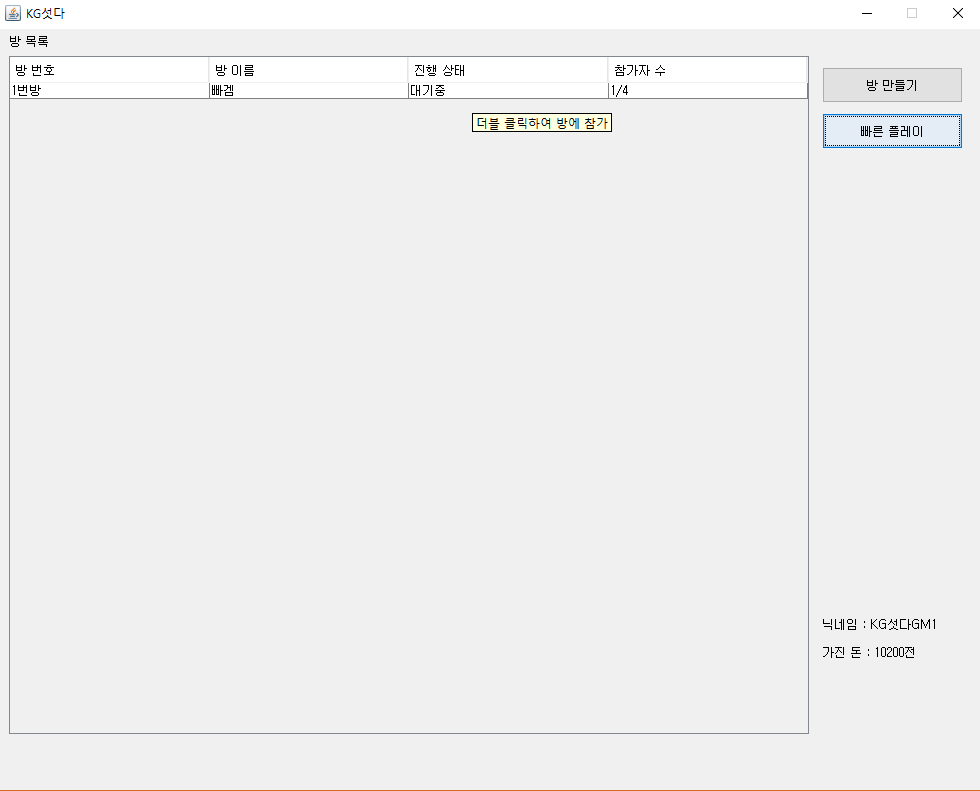 KG섯다
방 목록
방 번호 방 이름 진행 상태 참가자 수
1번방 빠겜 대기중 1/4
더블 클릭하여 방에 참가
방 만들기
빠른 플레이
닉네임 : KG섯다GM1
가진 돈 : 10200전